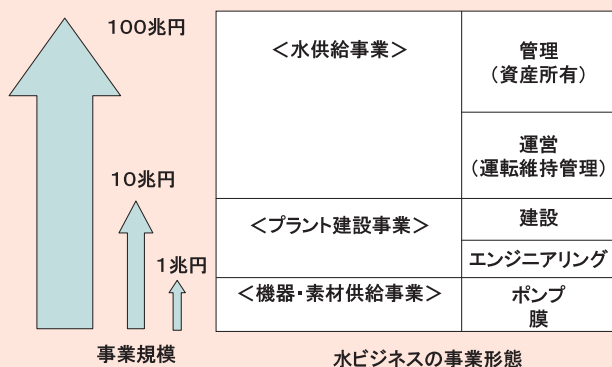 100兆円
10兆円
1兆円
事業規模
＜水供給事業＞
管理
（資産所有）
運営
（運転維持管理）
＜プラント建設事業＞
建設
エンジニアリング
＜機器・素材供給事業＞
ポンプ
膜
水ビジネスの事業形態